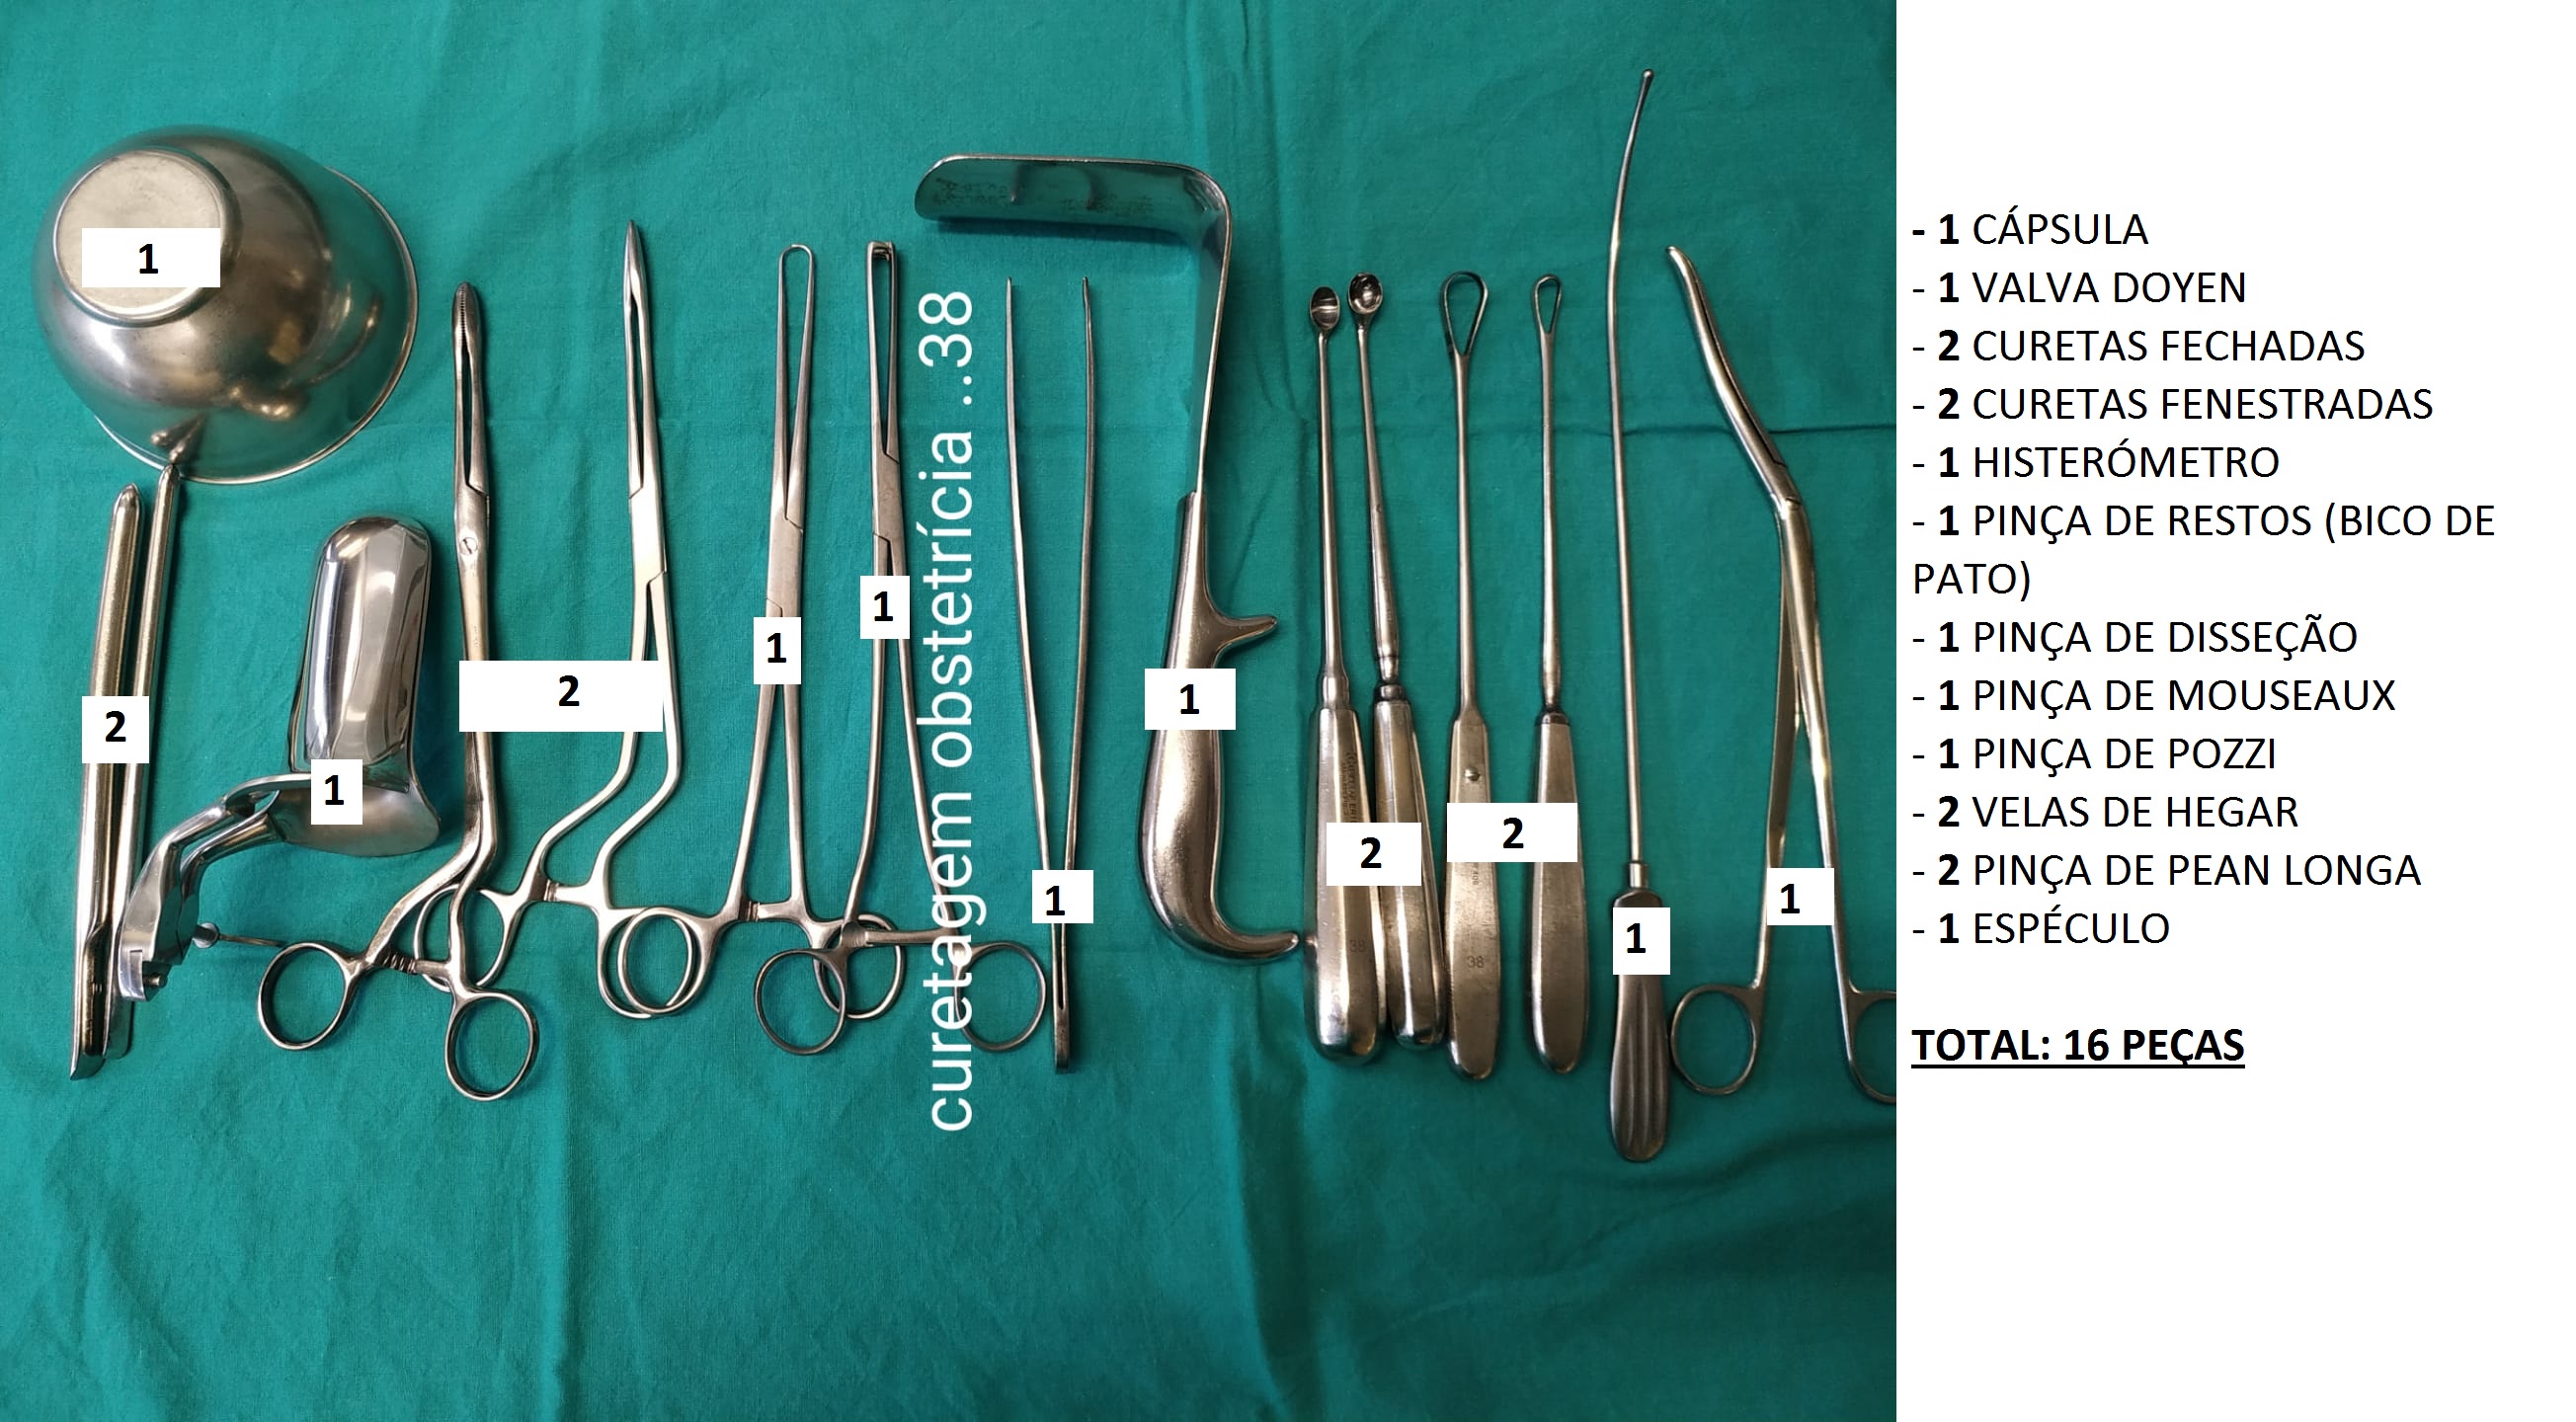 1
2
1
2
1
1
curetagem obstetrícia ..38
1
1
2
2
1
1
38
38
- 1 CÁPSULA
- 1 VALVA DOYEN
- 2 CURETAS FECHADAS
- 2 CURETAS FENESTRADAS
- 1 HISTERÓMETRO
- 1 PINÇA DE RESTOS (BICO DE
PATO)
- 1 PINÇA DE DISSEÇÃO
- 1 PINÇA DE MOUSEAUX
- 1 PINÇA DE POZZI
- 2 VELAS DE HEGAR
- 2 PINÇA DE PEAN LONGA
- 1 ESPÉCULO
TOTAL: 16 PEÇAS